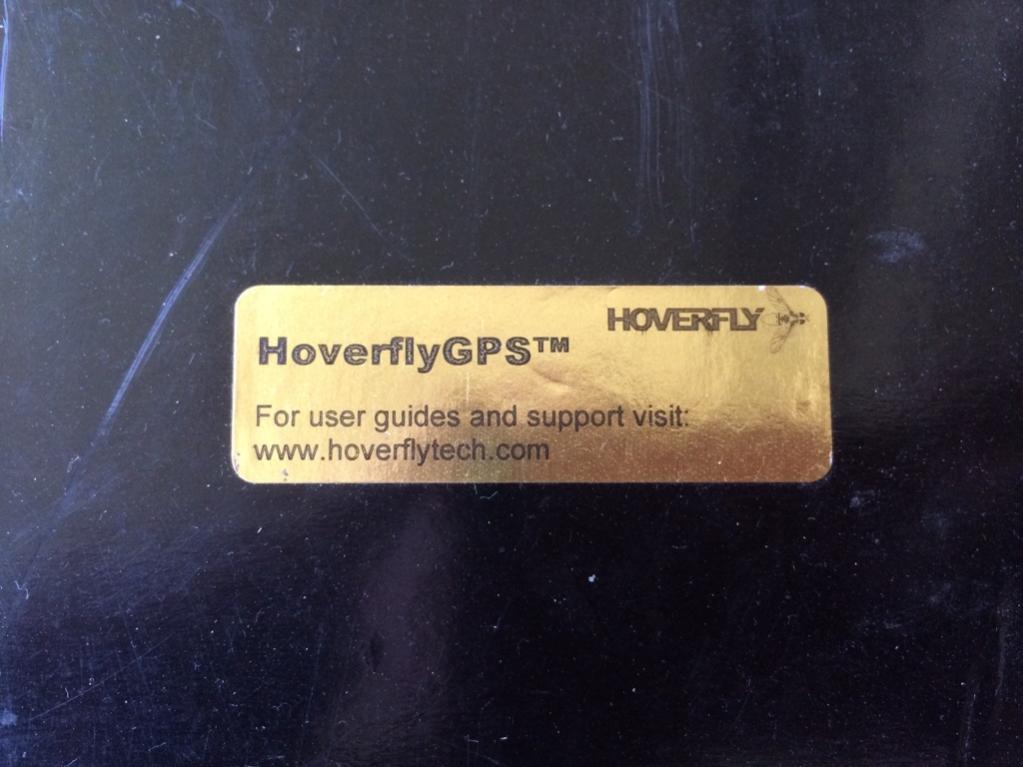 HOVERFLY
HoverflyGPS™
For user guides and support visit:
www.hoverflytech.com